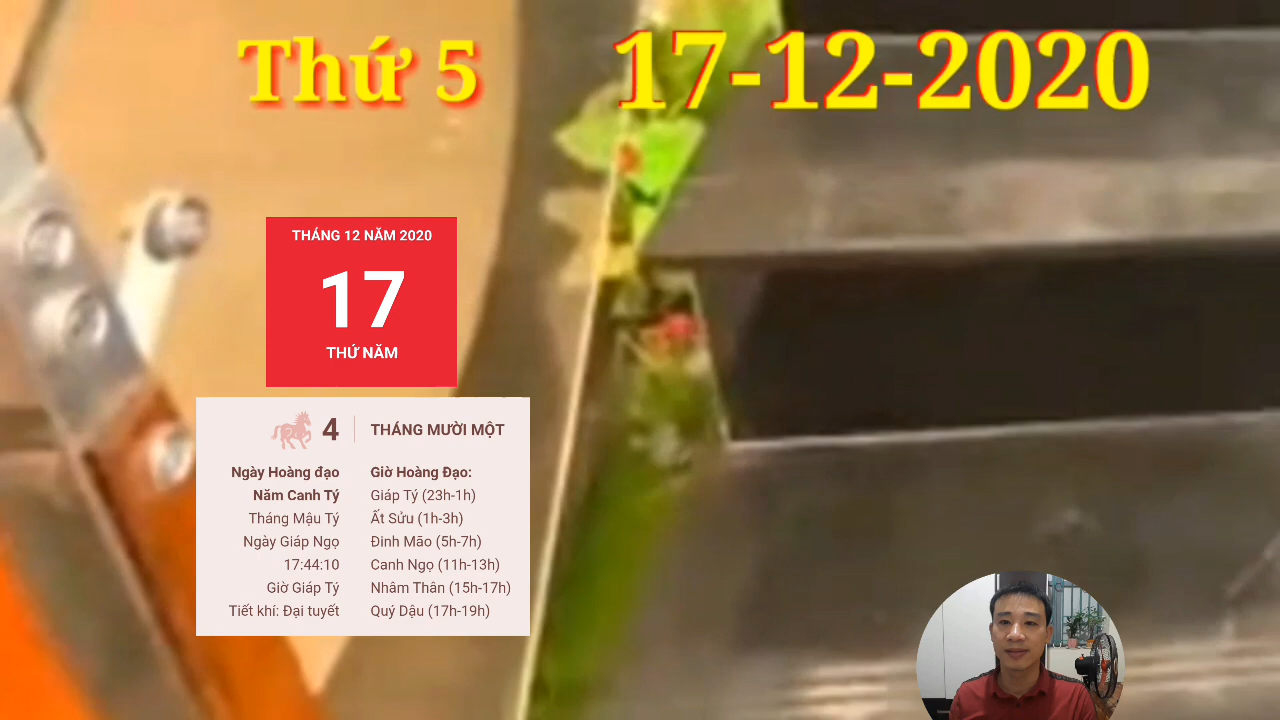 Thứ 5 17-12-2020
THÁNG 12 NĂM 2020
17
THỨ NĂM
4 THÁNG MƯỜI MỘT
Ngày Hoàng đạo
Năm Canh Tý
Tháng Mậu Tý
Ngày Giáp Ngọ
17:44:10
Giờ Giáp Tý
Tiết khí: Đại tuyết
Giờ Hoàng Đạo:
Giáp Tý (23h-1h)
Ất Sửu (1h-3h)
Đinh Mão (5h-7h)
Canh Ngọ (11h-13h)
Nhâm Thân (15h-17h)
Quý Dậu (17h-19h)